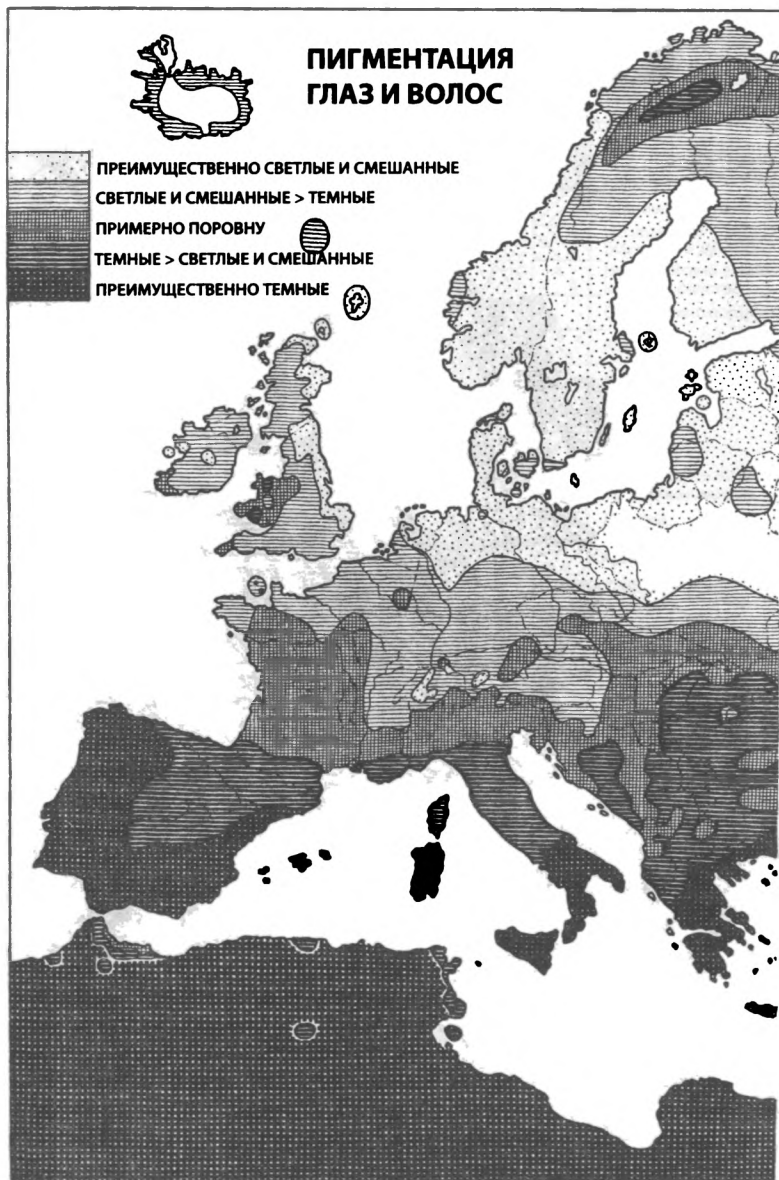 ПИГМЕНТАЦИЯ
ГЛАЗ И ВОЛОС
ПРЕИМУЩЕСТВЕННО СВЕТЛЫЕ И СМЕШАННЫЕ
СВЕТЛЫЕ И СМЕШАННЫЕ > ТЕМНЫЕ
ПРИМЕРНО ПОРОВНУ
ТЕМНЫЕ > СВЕТЛЫЕ И СМЕШАННЫЕ
ПРЕИМУЩЕСТВЕННО ТЕМНЫЕ